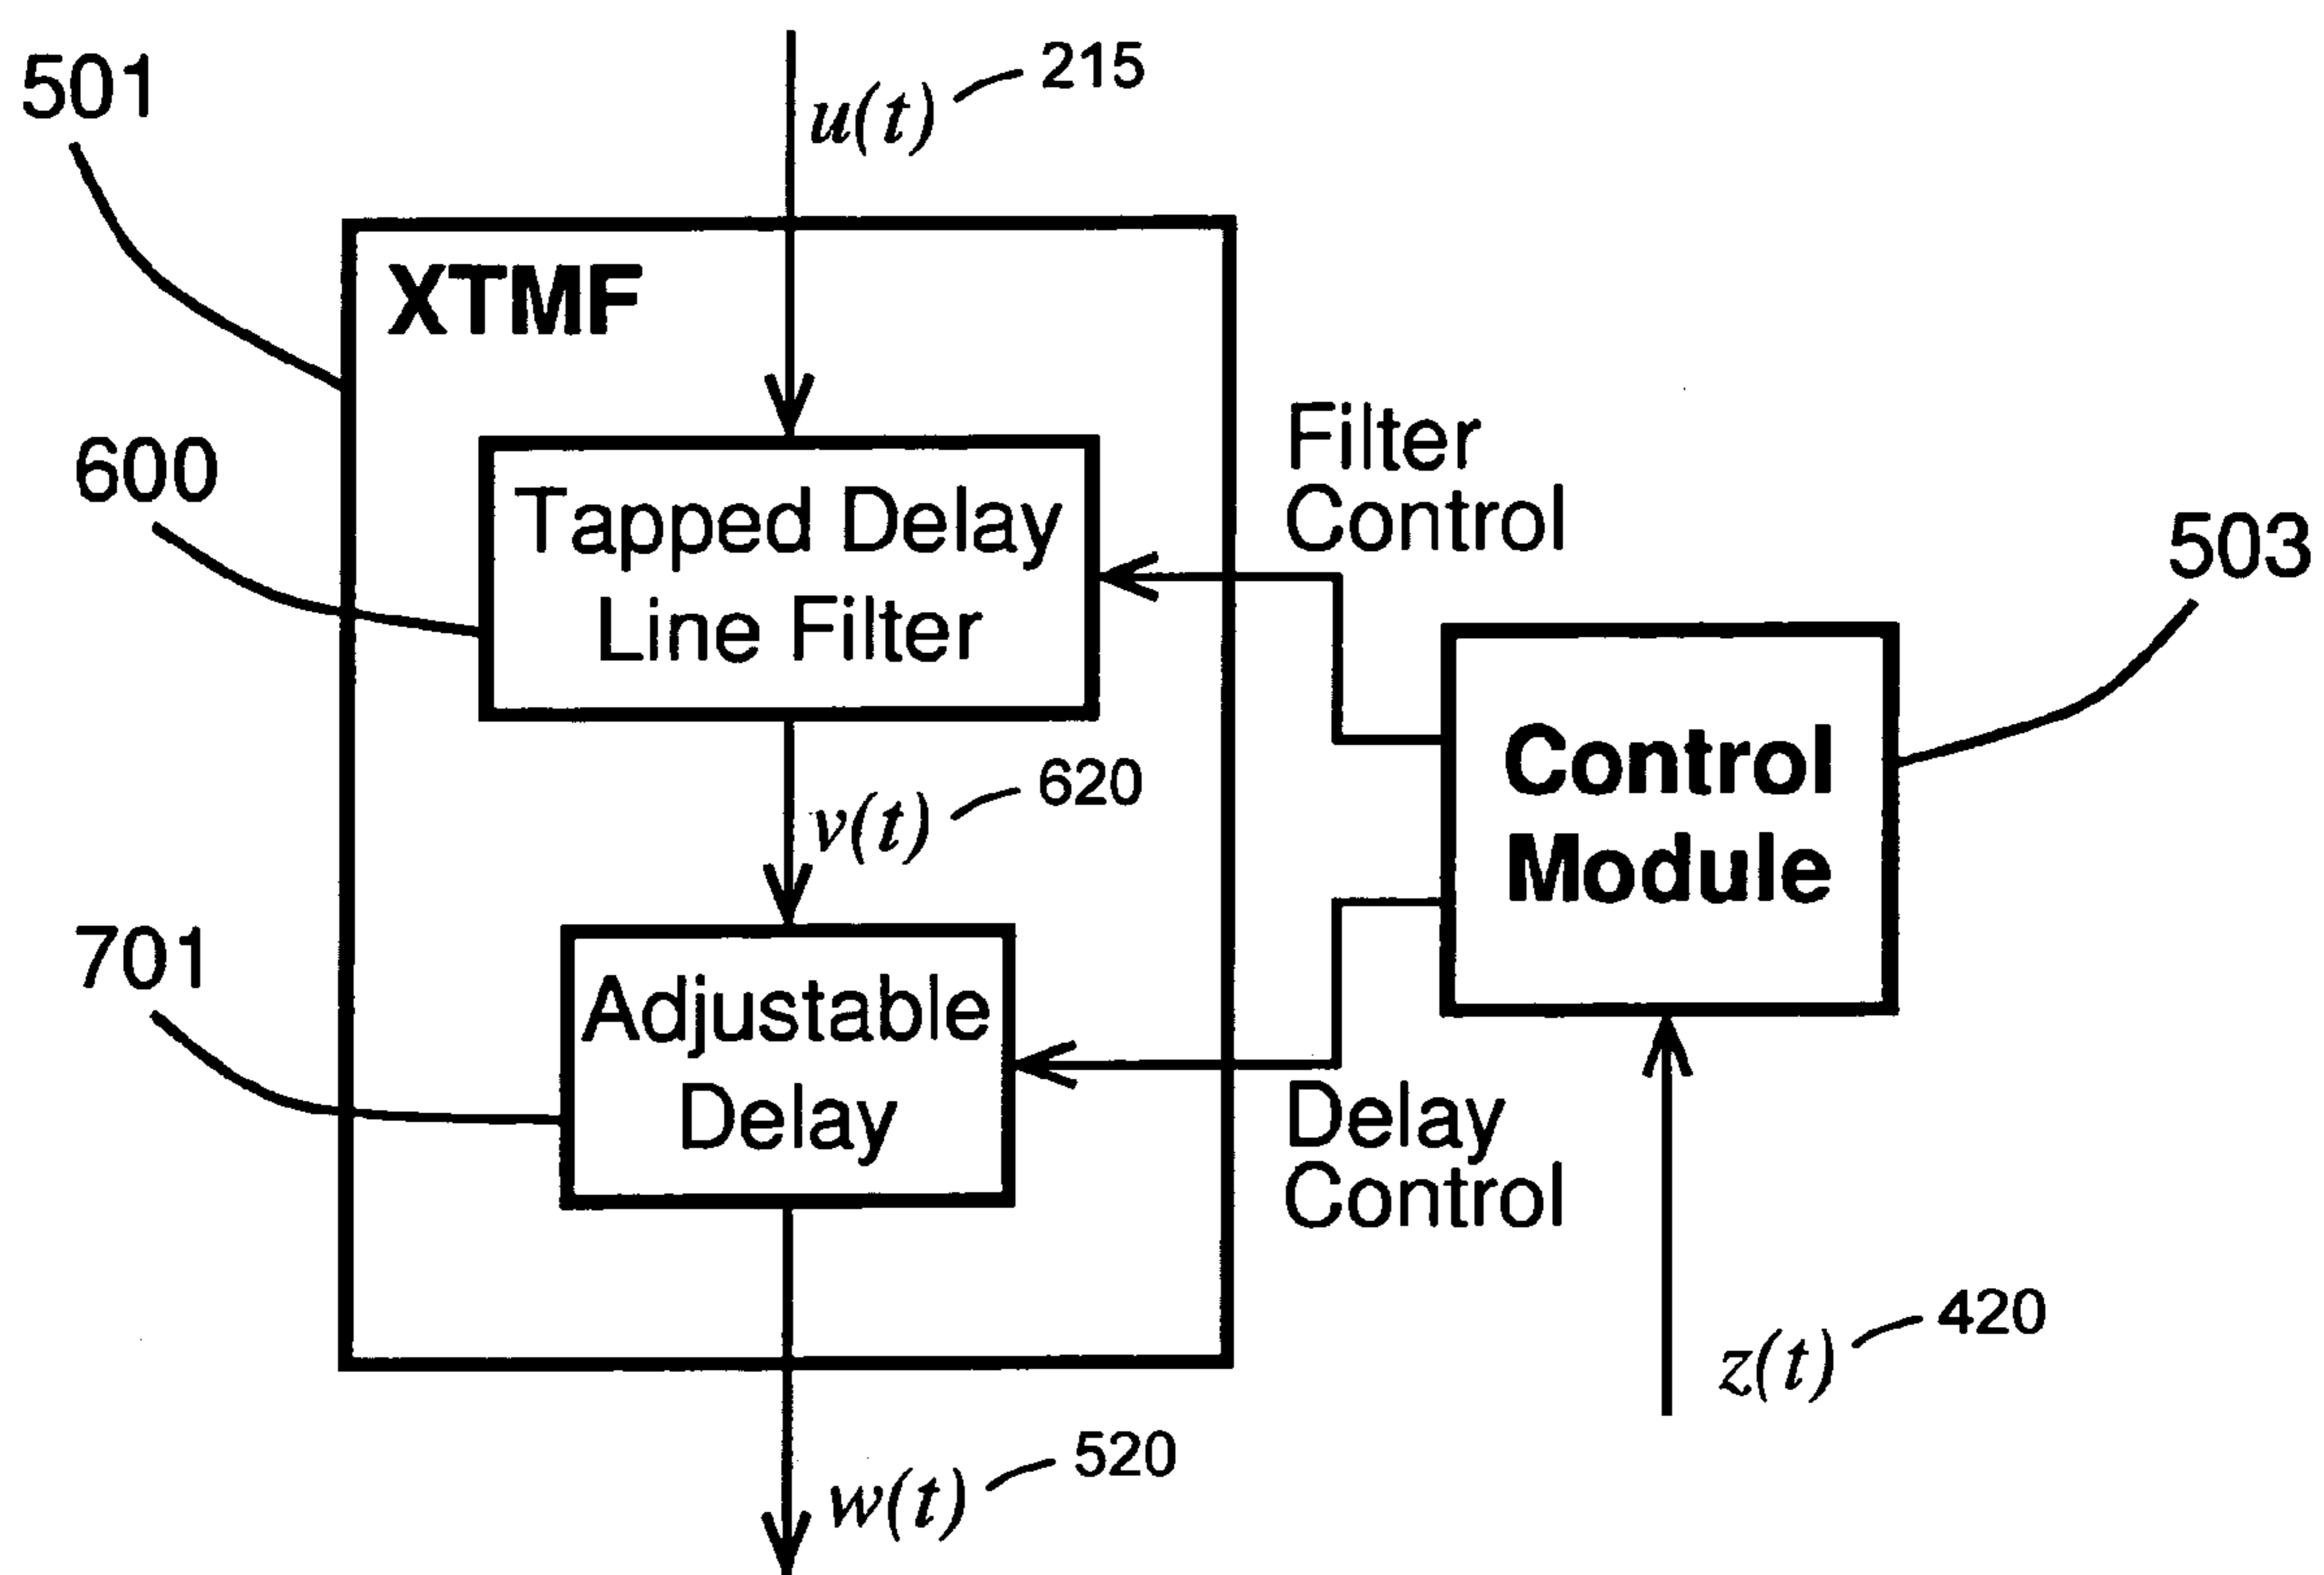 501
215
u(t)
XTMF
Filter
Control
600
Tapped Delay
Line Filter
503
Control
Module
620
v(t)
701
Adjustable
Delay
Delay
Control
420
z(t)
520
w(t)